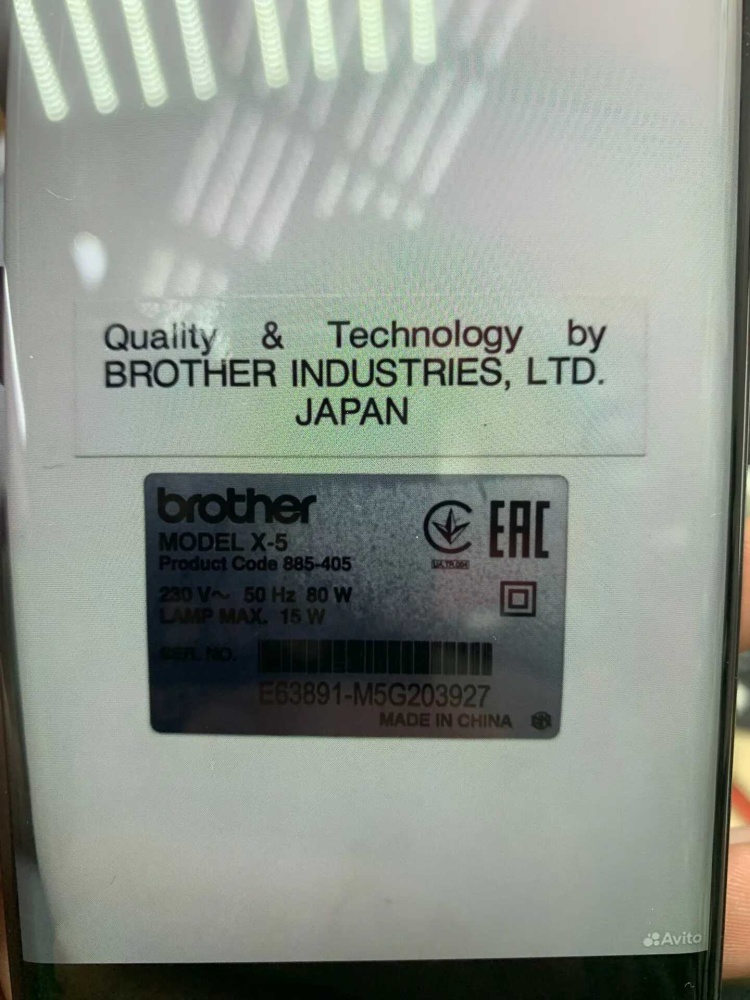 Quality & Technology by
BROTHER INDUSTRIES, LTD.
JAPAN
brother
MODEL X-5
Product Code 885-405
230 V~ 50 Hz 80 W
LAMP MAX. 15 W
EAC
SER. NO.
E63891-M5G203927
MADE IN CHINA
Avito